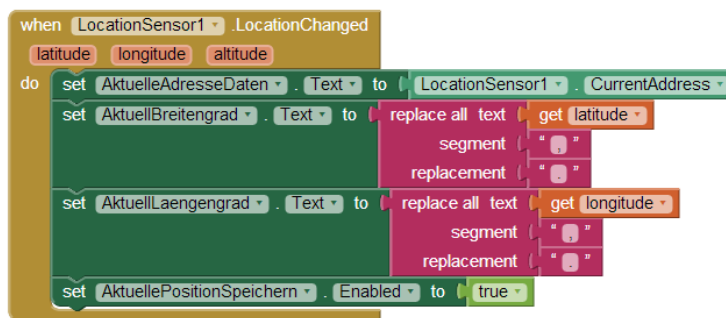 when LocationSensor1 .LocationChanged
latitude longitude altitude
do set AktuelleAdresseDaten . Text to LocationSensor1 . CurrentAddress
set AktuellBreitengrad . Text to replace all text get latitude
segment " , "
replacement " . "
set AktuellLaengengrad . Text to replace all text get longitude
segment " , "
replacement " . "
set AktuellePositionSpeichern . Enabled to true